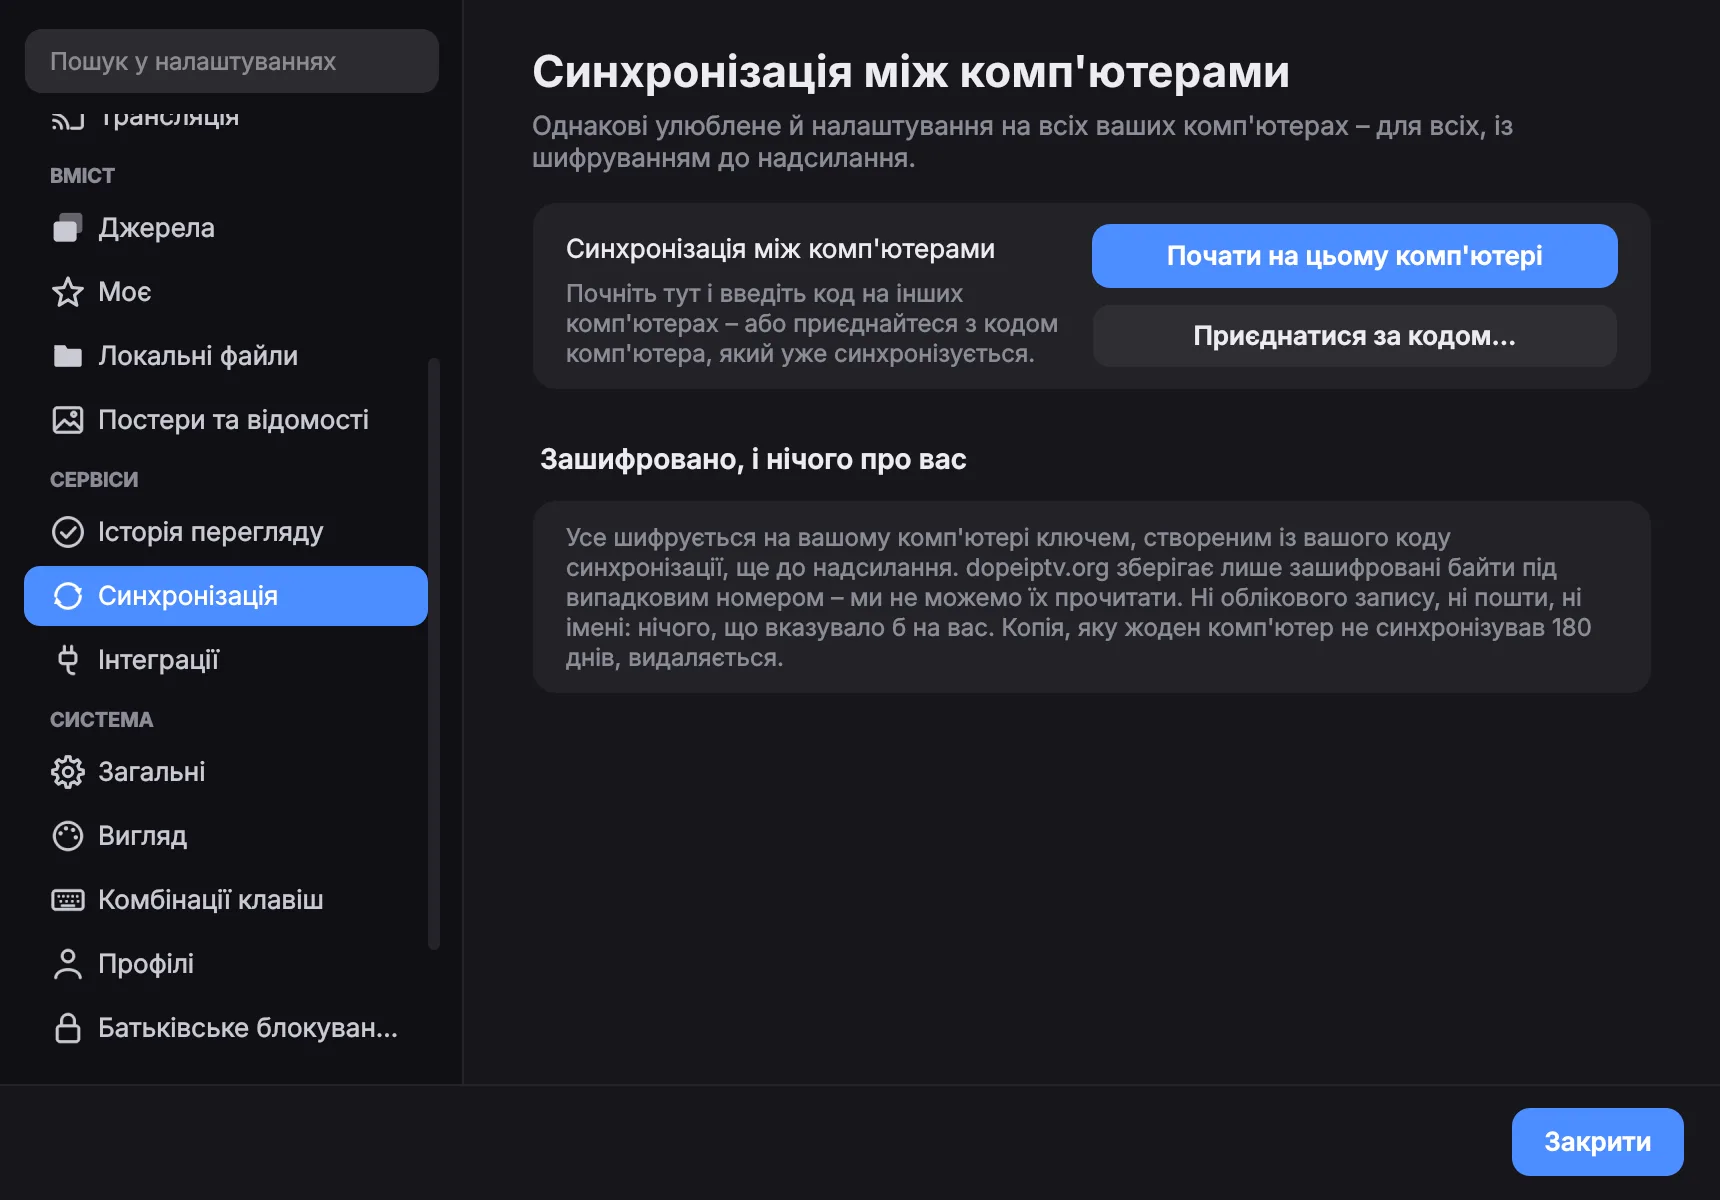 Пошук у налаштуваннях
Трансляція
ВМІСТ
Джерела
Моє
Локальні файли
Постери та відомості
СЕРВІСИ
Історія перегляду
Синхронізація
Інтеграції
СИСТЕМА
Загальні
Вигляд
Комбінації клавіш
Профілі
Батьківське блокуван...
Синхронізація між комп'ютерами
Однакові улюблене й налаштування на всіх ваших комп'ютерах – для всіх, із
шифруванням до надсилання.
Синхронізація між комп'ютерами
Почніть тут і введіть код на інших
комп'ютерах – або приєднайтеся з кодом
комп'ютера, який уже синхронізується.
Почати на цьому комп'ютері
Приєднатися за кодом...
Зашифровано, і нічого про вас
Усе шифрується на вашому комп'ютері ключем, створеним із вашого коду
синхронізації, ще до надсилання. dopeiptv.org зберігає лише зашифровані байти під
випадковим номером – ми не можемо їх прочитати. Ні облікового запису, ні пошти, ні
імені: нічого, що вказувало б на вас. Копія, яку жоден комп'ютер не синхронізував 180
днів, видаляється.
Закрити